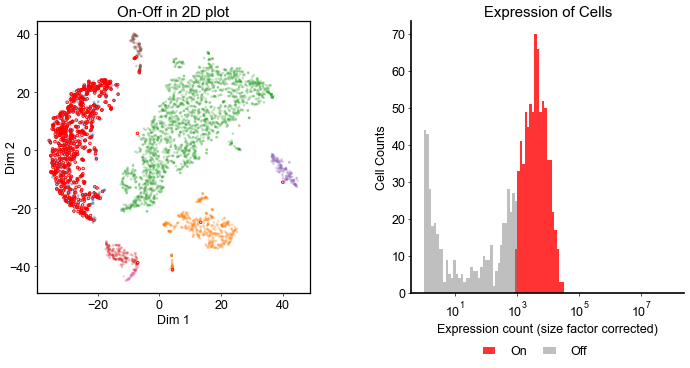 On-Off in 2D plot
Dim 2
40
20
0
−20
−40
−20
0
20
40
Dim 1
Expression of Cells
Cell Counts
70
60
50
40
30
20
10
0
10^1
10^3
10^5
10^7
Expression count (size factor corrected)
On
Off